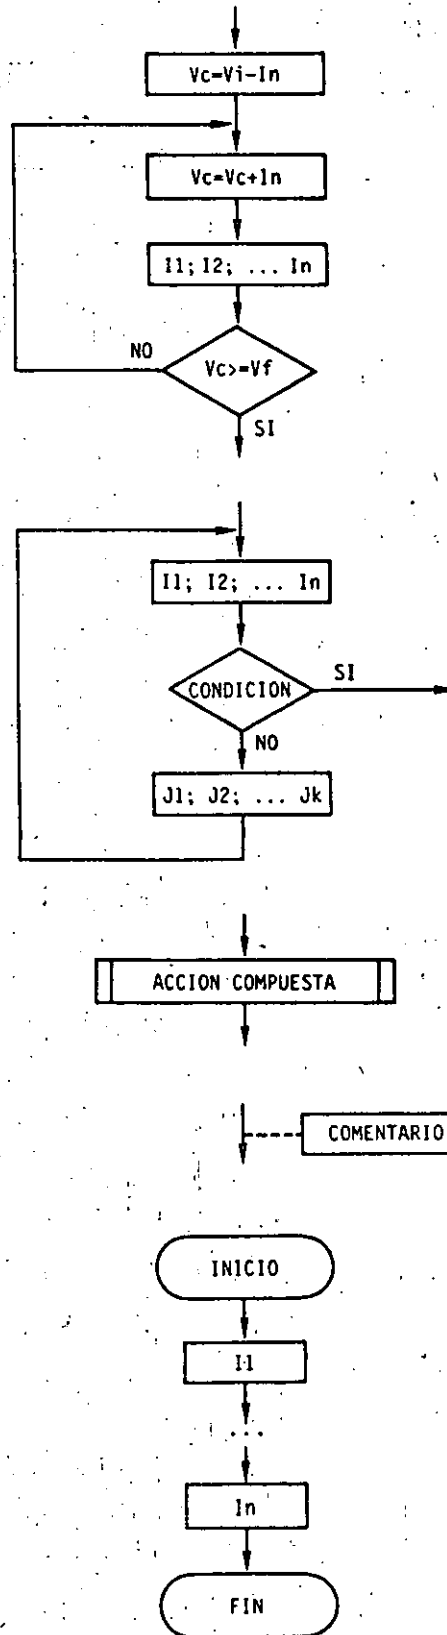 Vc=Vi-In
Vc=Vc+In
I1; I2; ... In
NO
Vc>=Vf
SI
I1; I2; ... In
CONDICION
SI
NO
J1; J2; ... Jk
ACCION COMPUESTA
COMENTARIO
INICIO
I1
...
In
FIN